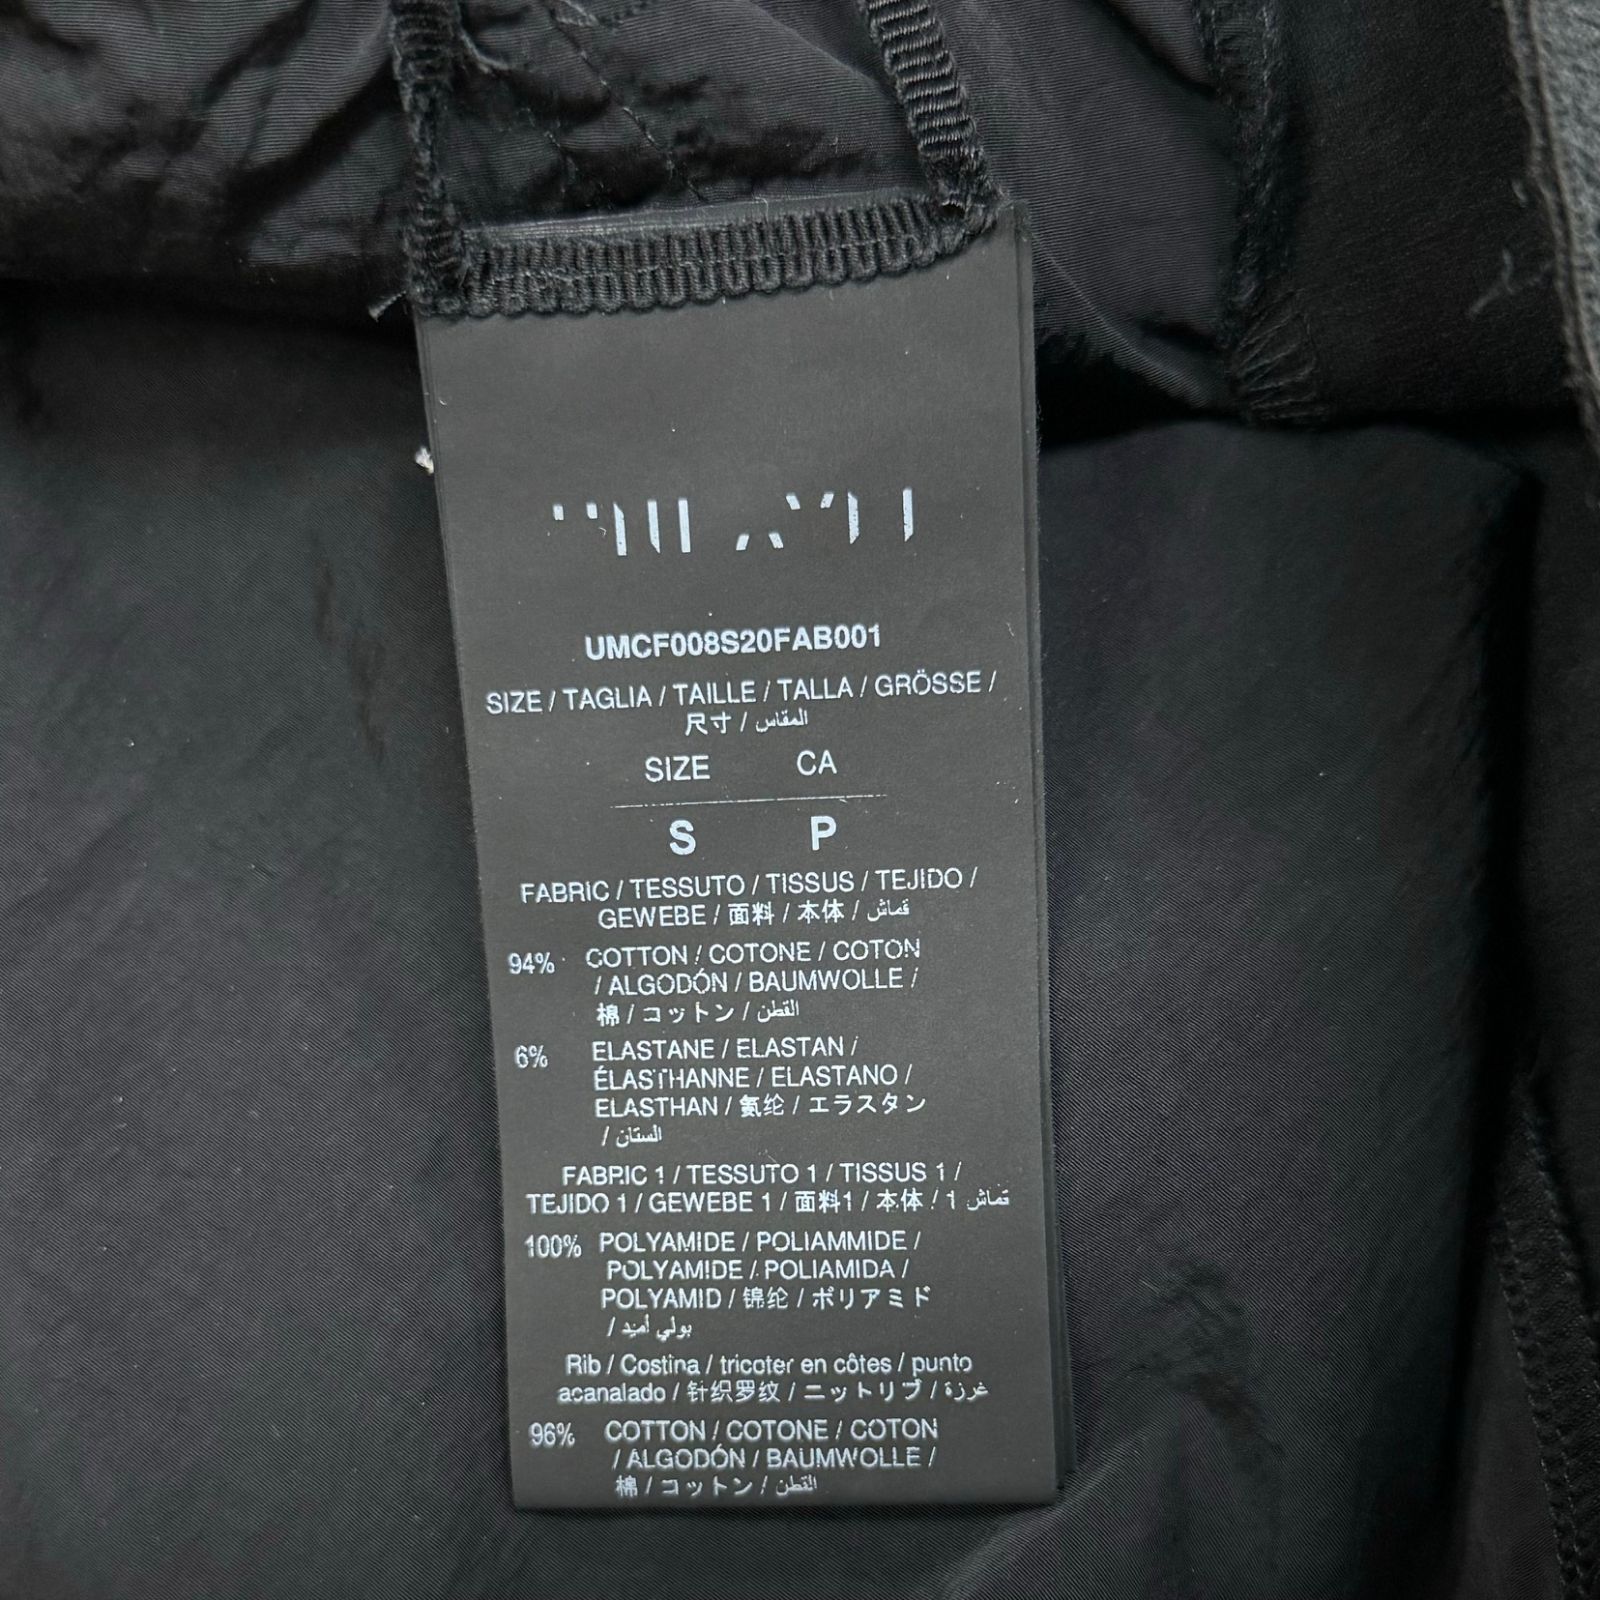 UMCF008S20FAB001
SIZE / TAGLIA / TAILLE / TALLA / GRÖSSE /
尺寸 / المقاس
SIZE CA
S P
FABRIC / TESSUTO / TISSUS / TEJIDO /
GEWEBE / 面料 / 本体 / قماش
94% COTTON / COTONE / COTON
/ ALGODÓN / BAUMWOLLE /
棉 / コットン / القطن
6% ELASTANE / ELASTAN /
ÉLASTHANNE / ELASTANO /
ELASTHAN / 氨纶 / エラスタン
/ الستان
FABRIC 1 / TESSUTO 1 / TISSUS 1 /
TEJIDO 1 / GEWEBE 1 / 面料1 / 本体 / قماش 1
100% POLYAMIDE / POLIAMMIDE /
POLYAMIDE / POLIAMIDA /
POLYAMID / 锦纶 / ポリアミド
/ بولي أميد
Rib / Costina / tricoter en côtes / punto
acanalado / 针织罗纹 / ニットリブ / غرزة
96% COTTON / COTONE / COTON
/ ALGODÓN / BAUMWOLLE /
棉 / コットン / القطن